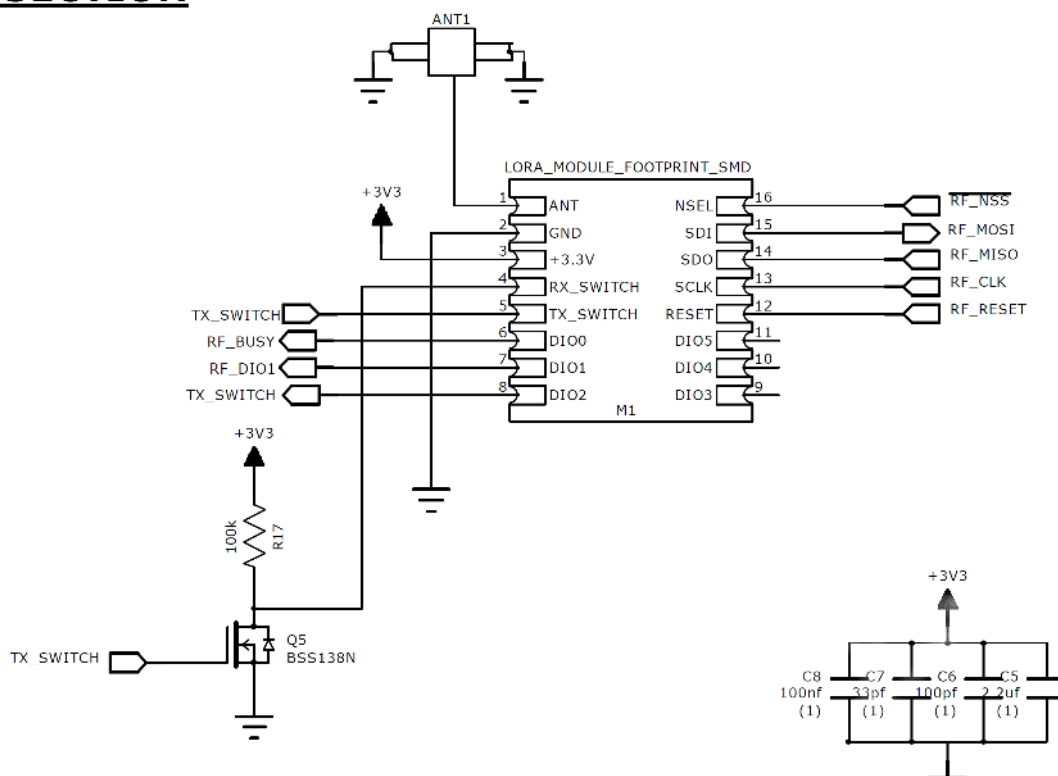 ANT1
LORA_MODULE_FOOTPRINT_SMD
+3V3
1 ANT NSEL 16 RF_NSS
2 GND SDI 15 RF_MOSI
3 +3.3V SDO 14 RF_MISO
4 RX_SWITCH SCLK 13 RF_CLK
TX_SWITCH 5 TX_SWITCH RESET 12 RF_RESET
RF_BUSY 6 DIO0 DIO5 11
RF_DIO1 7 DIO1 DIO4 10
TX_SWITCH 8 DIO2 DIO3 9
M1
+3V3
100k R17
Q5
BSS138N
TX_SWITCH
+3V3
C8 C7 C6 C5
100nf 33pf 100pf 2.2uf
(1) (1) (1) (1)